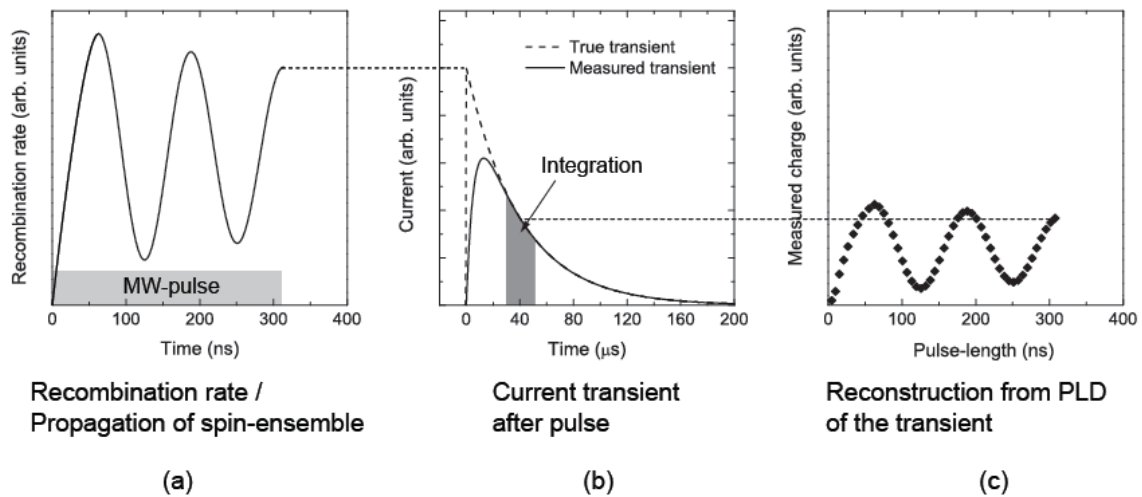 Recombination rate (arb. units)
MW-pulse
0 100 200 300 400
Time (ns)
Recombination rate /
Propagation of spin-ensemble
(a)
Current (arb. units)
True transient
Measured transient
Integration
0 40 80 120 160 200
Time (μs)
Current transient
after pulse
(b)
Measured charge (arb. units)
0 100 200 300 400
Pulse-length (ns)
Reconstruction from PLD
of the transient
(c)